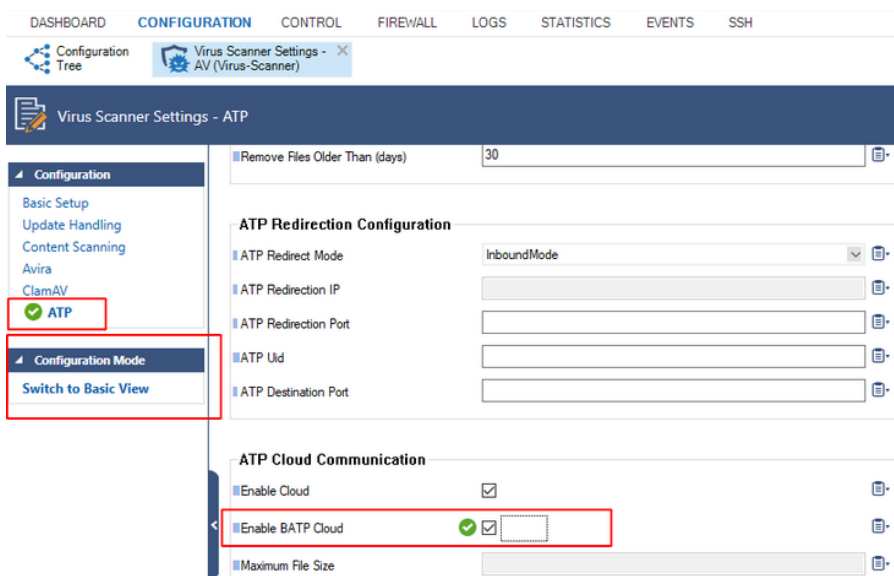 DASHBOARD CONFIGURATION CONTROL FIREWALL LOGS STATISTICS EVENTS SSH
Configuration
Tree
Virus Scanner Settings -
AV (Virus-Scanner)
Virus Scanner Settings - ATP
Configuration
Basic Setup
Update Handling
Content Scanning
Avira
ClamAV
ATP
Configuration Mode
Switch to Basic View
Remove Files Older Than (days) 30
ATP Redirection Configuration
ATP Redirect Mode InboundMode
ATP Redirection IP
ATP Redirection Port
ATP Uid
ATP Destination Port
ATP Cloud Communication
Enable Cloud
Enable BATP Cloud
Maximum File Size